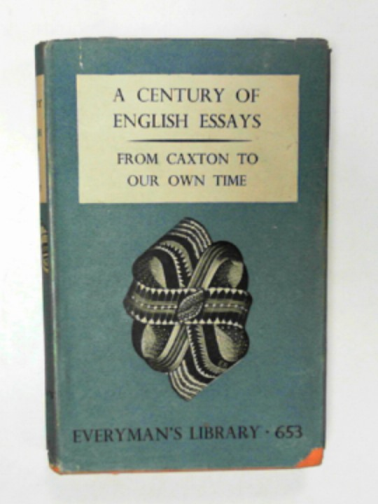 A CENTURY OF
ENGLISH ESSAYS
FROM CAXTON TO
OUR OWN TIME
EVERYMAN'S LIBRARY · 653